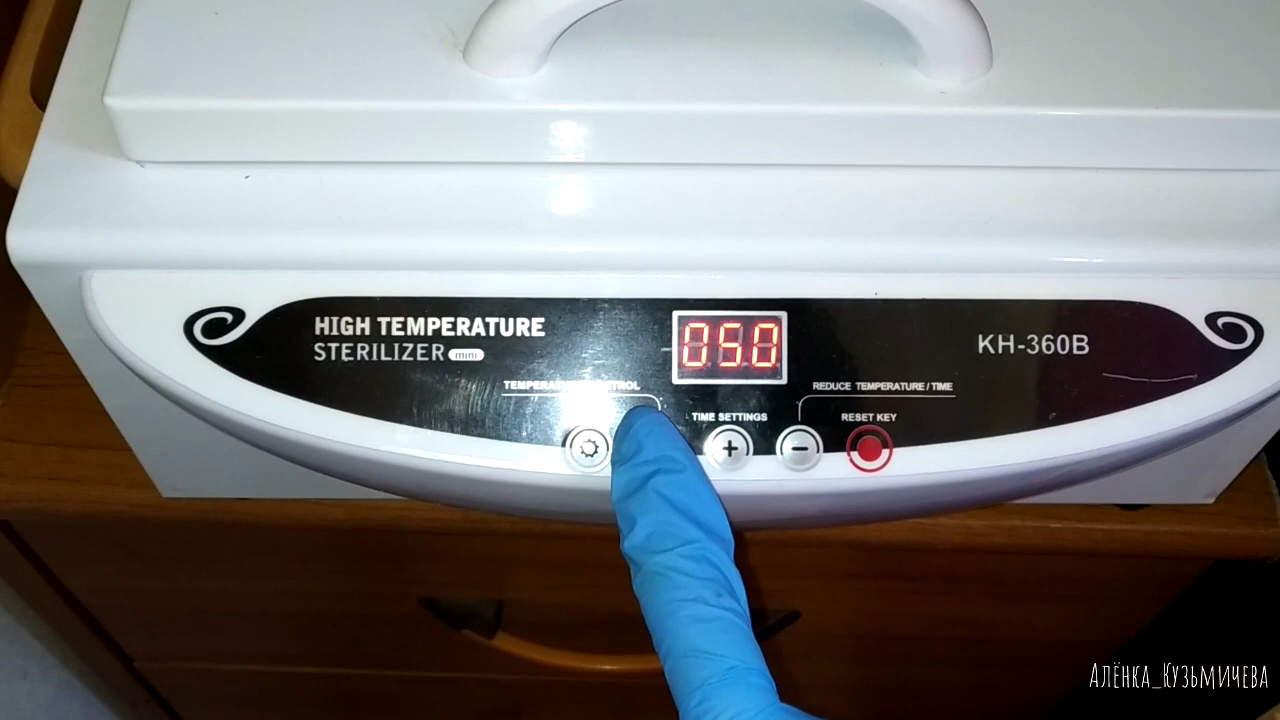 HIGH TEMPERATURE
STERILIZER mini
050
KH-360B
REDUCE TEMPERATURE / TIME
TIME SETTINGS
RESET KEY
+
-
Алёнка_Кузьмичева